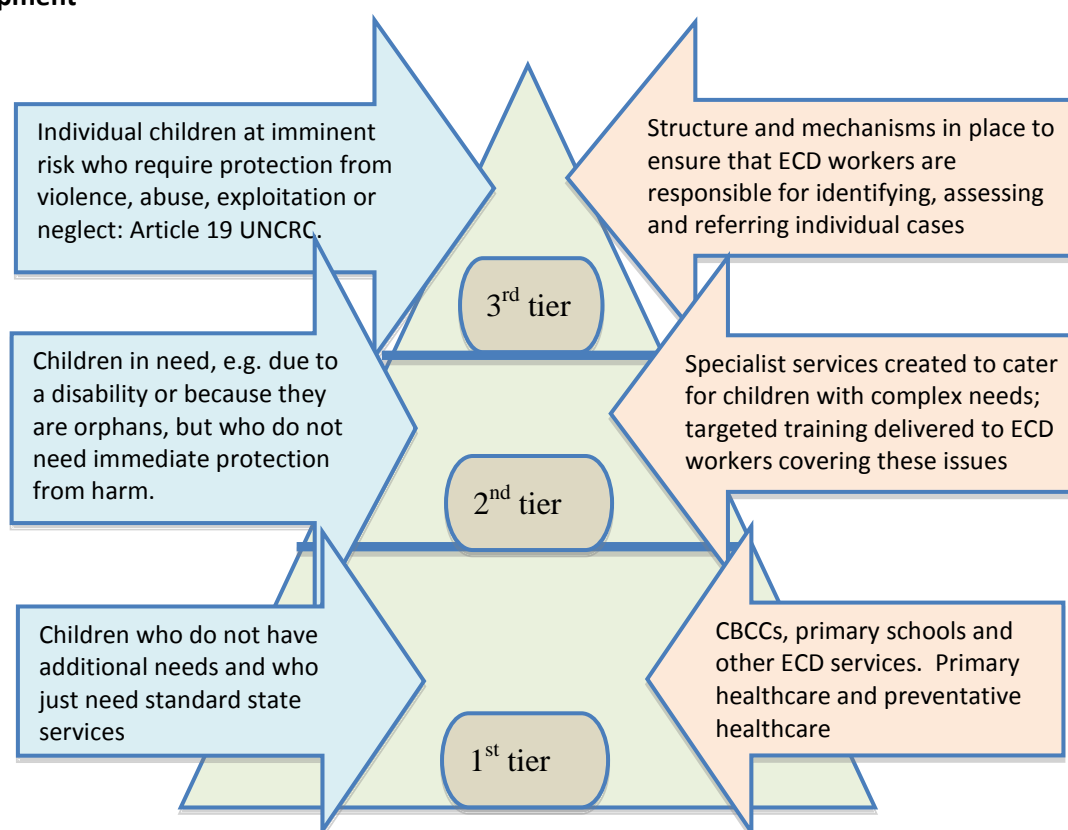 pment
Individual children at imminent
risk who require protection from
violence, abuse, exploitation or
neglect: Article 19 UNCRC.
Structure and mechanisms in place to
ensure that ECD workers are
responsible for identifying, assessing
and referring individual cases
3rd tier
Children in need, e.g. due to
a disability or because they
are orphans, but who do not
need immediate protection
from harm.
Specialist services created to cater
for children with complex needs;
targeted training delivered to ECD
workers covering these issues
2nd tier
Children who do not have
additional needs and who
just need standard state
services
CBCCs, primary schools and
other ECD services.  Primary
healthcare and preventative
healthcare
1st tier